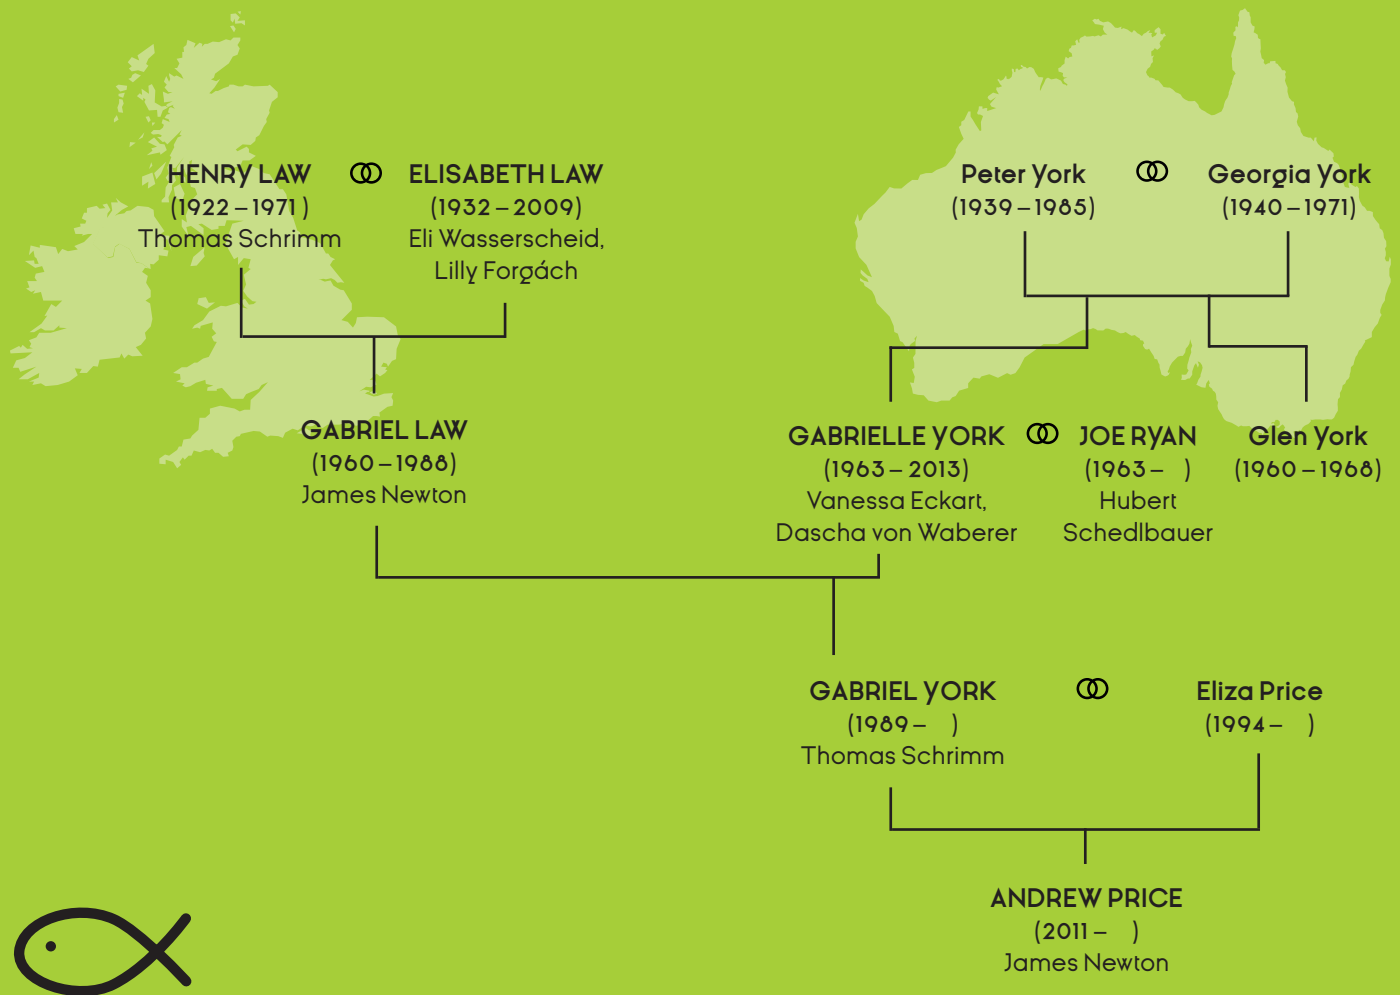 HENRY LAW
(1922 – 1971 )
Thomas Schrimm
ELISABETH LAW
(1932 – 2009)
Eli Wasserscheid,
Lilly Forgách
Peter York
(1939 – 1985)
Georgia York
(1940 – 1971)
GABRIEL LAW
(1960 – 1988)
James Newton
GABRIELLE YORK
(1963 – 2013)
Vanessa Eckart,
Dascha von Waberer
JOE RYAN
(1963 –   )
Hubert
Schedlbauer
Glen York
(1960 – 1968)
GABRIEL YORK
(1989 –   )
Thomas Schrimm
Eliza Price
(1994 –   )
ANDREW PRICE
(2011 –   )
James Newton